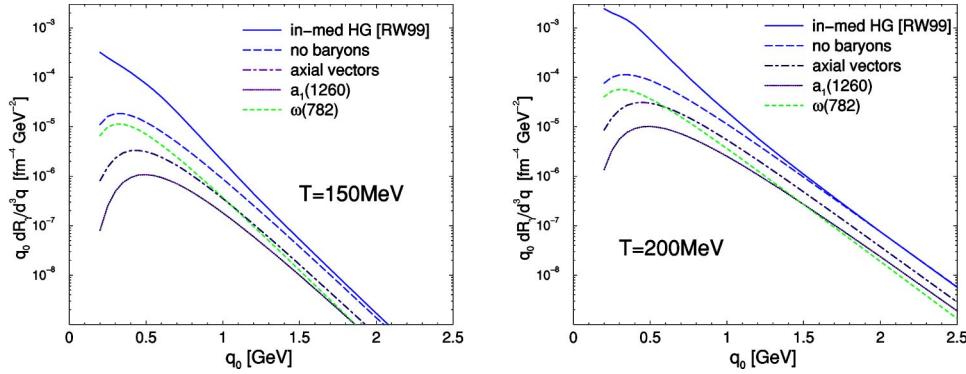 10⁻³
10⁻⁴
10⁻⁵
10⁻⁶
10⁻⁷
10⁻⁸
q₀ dRᵧ/d³q [fm⁻⁴ GeV⁻²]
in-med HG [RW99]
no baryons
axial vectors
a₁(1260)
ω(782)
T=150MeV
0 0.5 1 1.5 2 2.5
q₀ [GeV]
10⁻³
10⁻⁴
10⁻⁵
10⁻⁶
10⁻⁷
10⁻⁸
q₀ dRᵧ/d³q [fm⁻⁴ GeV⁻²]
in-med HG [RW99]
no baryons
axial vectors
a₁(1260)
ω(782)
T=200MeV
0 0.5 1 1.5 2 2.5
q₀ [GeV]